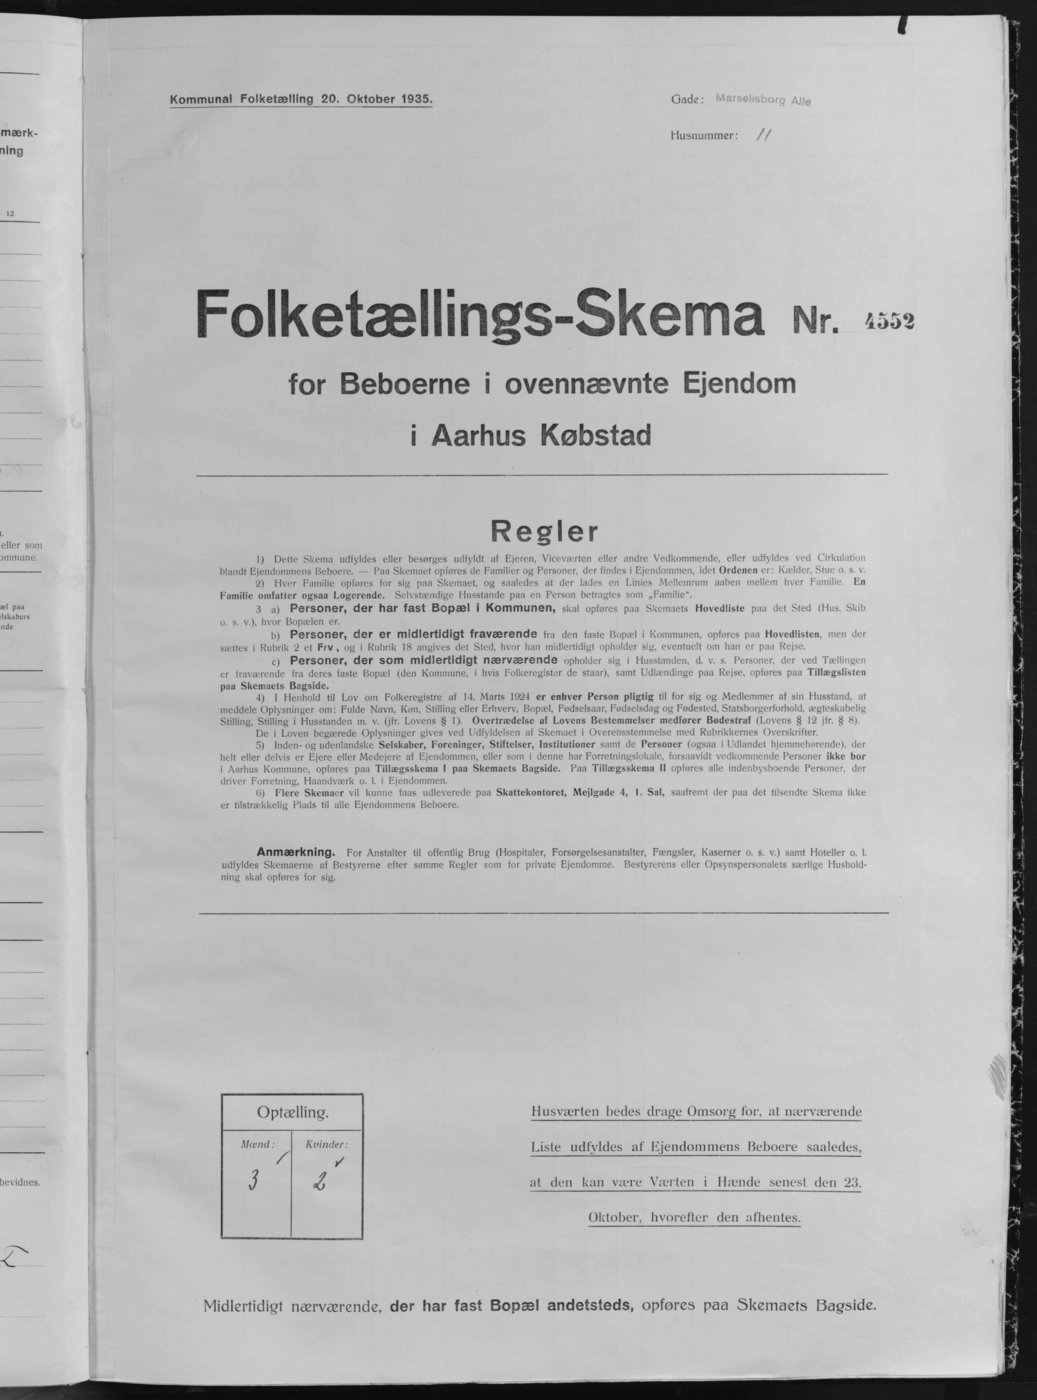 mærk-
ning
12
eller som
ommune.
æl paa
elskabers
nde
bevidnes.
Kommunal Folketælling 20. Oktober 1935.
Gade: Marselisborg Alle
Husnummer: 11
Folketællings-Skema Nr. 4552
for Beboerne i ovennævnte Ejendom
i Aarhus Købstad
Regler
1) Dette Skema udfyldes eller besørges udfyldt af Ejeren, Viceværten eller andre Vedkommende, eller udfyldes ved Cirkulation
blandt Ejendommens Beboere. — Paa Skemaet opføres de Familier og Personer, der findes i Ejendommen, idet Ordenen er: Kælder, Stue o. s. v.
2) Hver Familie opføres for sig paa Skemaet, og saaledes at der lades en Linies Mellemrum aaben mellem hver Familie. En
Familie omfatter ogsaa Logerende. Selvstændige Husstande paa en Person betragtes som „Familie“.
3 a) Personer, der har fast Bopæl i Kommunen, skal opføres paa Skemaets Hovedliste paa det Sted (Hus, Skib
o. s. v.), hvor Bopælen er.
b) Personer, der er midlertidigt fraværende fra den faste Bopæl i Kommunen, opføres paa Hovedlisten, men der
sættes i Rubrik 2 et Frv, og i Rubrik 18 angives det Sted, hvor han midlertidigt opholder sig, eventuelt om han er paa Rejse.
c) Personer, der som midlertidigt nærværende opholder sig i Husstanden, d. v. s. Personer, der ved Tællingen
er fraværende fra deres faste Bopæl (den Kommune, i hvis Folkeregister de staar), samt Udlændinge paa Rejse, opføres paa Tillægslisten
paa Skemaets Bagside.
4) I Henhold til Lov om Folkeregistre af 14. Marts 1924 er enhver Person pligtig til for sig og Medlemmer af sin Husstand, at
meddele Oplysninger om: Fulde Navn, Køn, Stilling eller Erhverv, Bopæl, Fødselsaar, Fødselsdag og Fødested, Statsborgerforhold, ægteskabelig
Stilling, Stilling i Husstanden m. v. (jfr. Lovens § 1). Overtrædelse af Lovens Bestemmelser medfører Bødestraf (Lovens § 12 jfr. § 8).
De i Loven begærede Oplysninger gives ved Udfyldelsen af Skemaet i Overensstemmelse med Rubrikkernes Overskrifter.
5) Inden- og udenlandske Selskaber, Foreninger, Stiftelser, Institutioner samt de Personer (ogsaa i Udlandet hjemmehørende), der
helt eller delvis er Ejere eller Medejere af Ejendommen, eller som i denne har Forretningslokale, forsaavidt vedkommende Personer ikke bor
i Aarhus Kommune, opføres paa Tillægsskema I paa Skemaets Bagside. Paa Tillægsskema II opføres alle indenbysboende Personer, der
driver Forretning, Haandværk o. l. i Ejendommen.
6) Flere Skemaer vil kunne faas udleverede paa Skattekontoret, Mejlgade 4, 1. Sal, saafremt der paa det tilsendte Skema ikke
er tilstrækkelig Plads til alle Ejendommens Beboere.
Anmærkning. For Anstalter til offentlig Brug (Hospitaler, Forsørgelsesanstalter, Fængsler, Kaserner o. s. v.) samt Hoteller o. l.
udfyldes Skemaerne af Bestyrerne efter samme Regler som for private Ejendomme. Bestyrerens eller Opsynspersonalets særlige Hushold-
ning skal opføres for sig.
Optælling.
Mænd: Kvinder:
3 2
Husværten bedes drage Omsorg for, at nærværende
Liste udfyldes af Ejendommens Beboere saaledes,
at den kan være Værten i Hænde senest den 23.
Oktober, hvorefter den afhentes.
Midlertidigt nærværende, der har fast Bopæl andetsteds, opføres paa Skemaets Bagside.